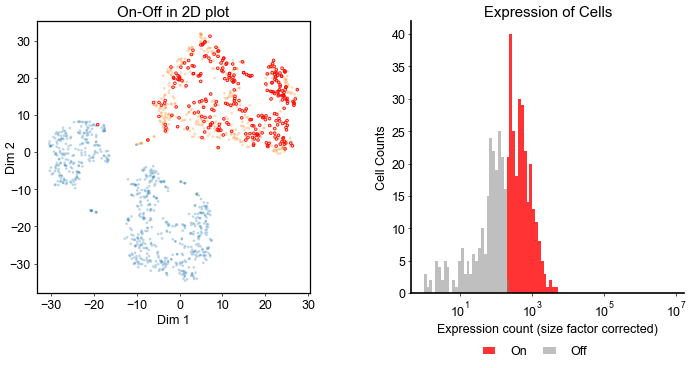 On-Off in 2D plot
30
20
10
0
−10
−20
−30
Dim 2
−30 −20 −10 0 10 20 30
Dim 1
Expression of Cells
40
35
30
25
20
15
10
5
0
Cell Counts
10^1 10^3 10^5 10^7
Expression count (size factor corrected)
On Off